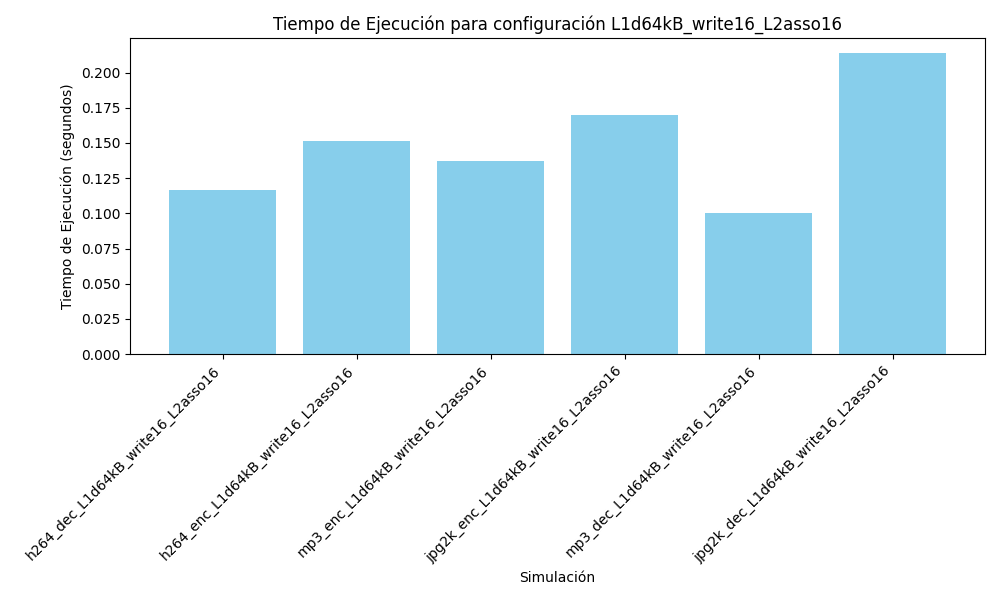 Tiempo de Ejecución para configuración L1d64kB_write16_L2asso16
Tiempo de Ejecución (segundos)
0.200
0.175
0.150
0.125
0.100
0.075
0.050
0.025
0.000
h264_dec_L1d64kB_write16_L2asso16
h264_enc_L1d64kB_write16_L2asso16
mp3_enc_L1d64kB_write16_L2asso16
jpg2k_enc_L1d64kB_write16_L2asso16
mp3_dec_L1d64kB_write16_L2asso16
jpg2k_dec_L1d64kB_write16_L2asso16
Simulación